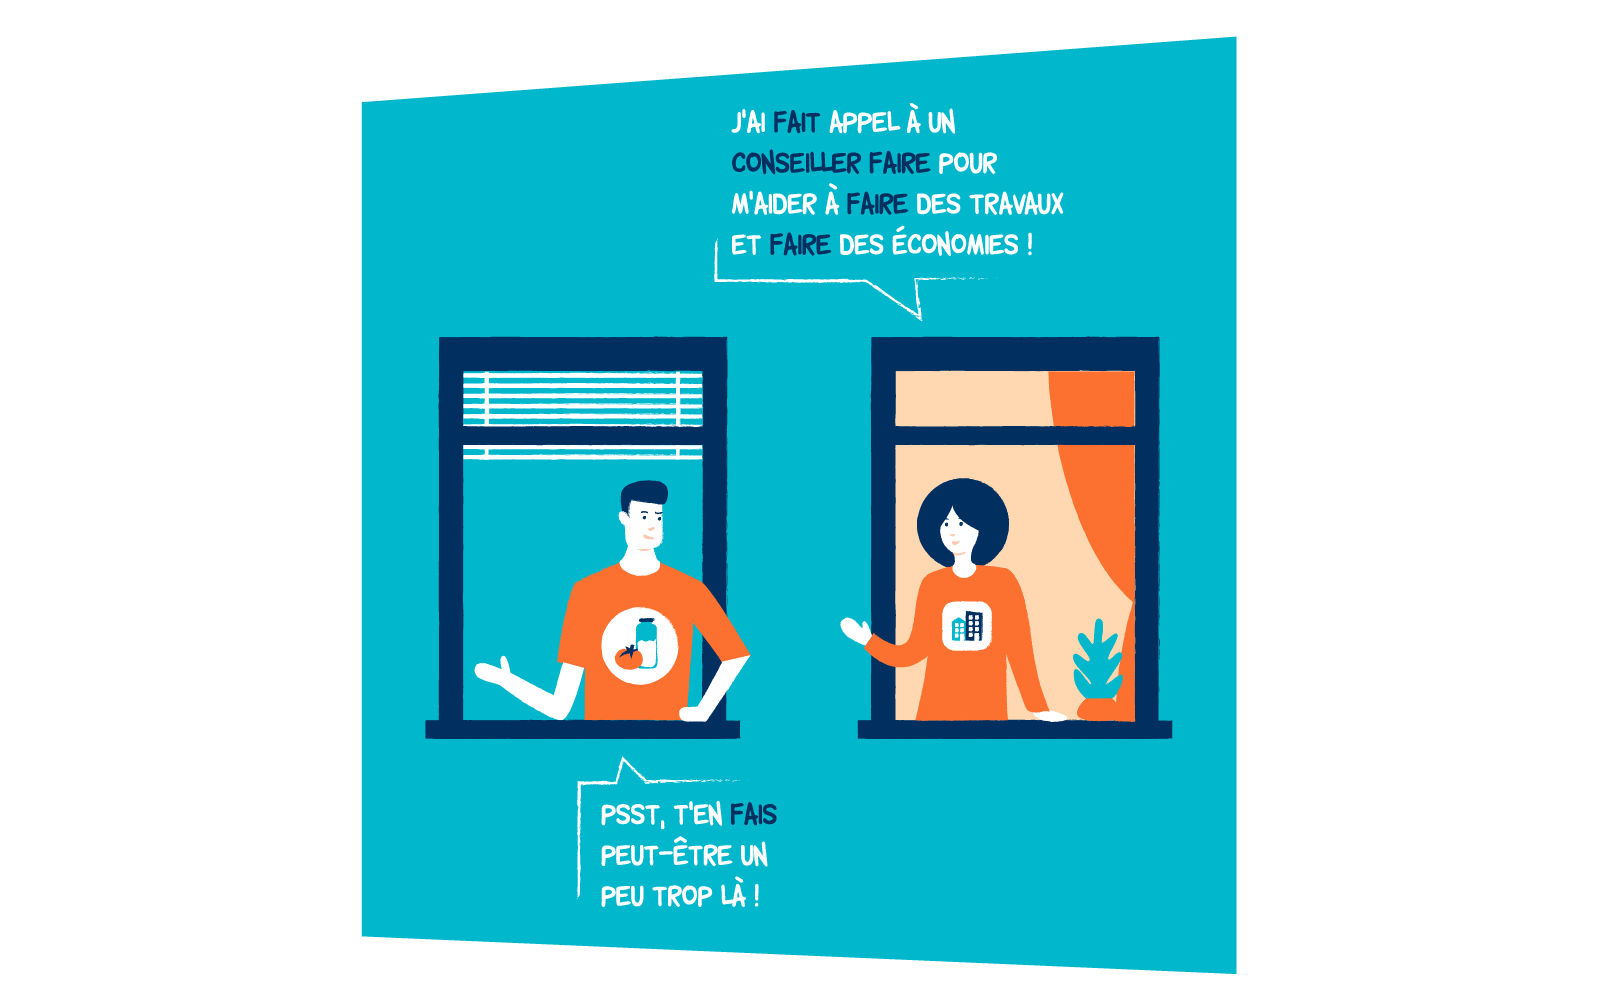 J'AI FAIT APPEL À UN
CONSEILLER FAIRE POUR
M'AIDER À FAIRE DES TRAVAUX
ET FAIRE DES ÉCONOMIES !
PSST, T'EN FAIS
PEUT-ÊTRE UN
PEU TROP LÀ !